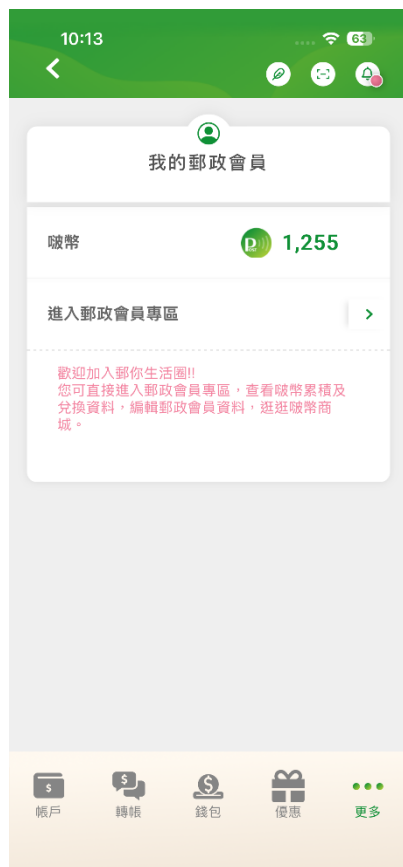 10:13
63
我的郵政會員
啵幣
1,255
進入郵政會員專區
歡迎加入郵你生活圈!!
您可直接進入郵政會員專區，查看啵幣累積及
兌換資料，編輯郵政會員資料，逛逛啵幣商
城。
帳戶
轉帳
錢包
優惠
更多